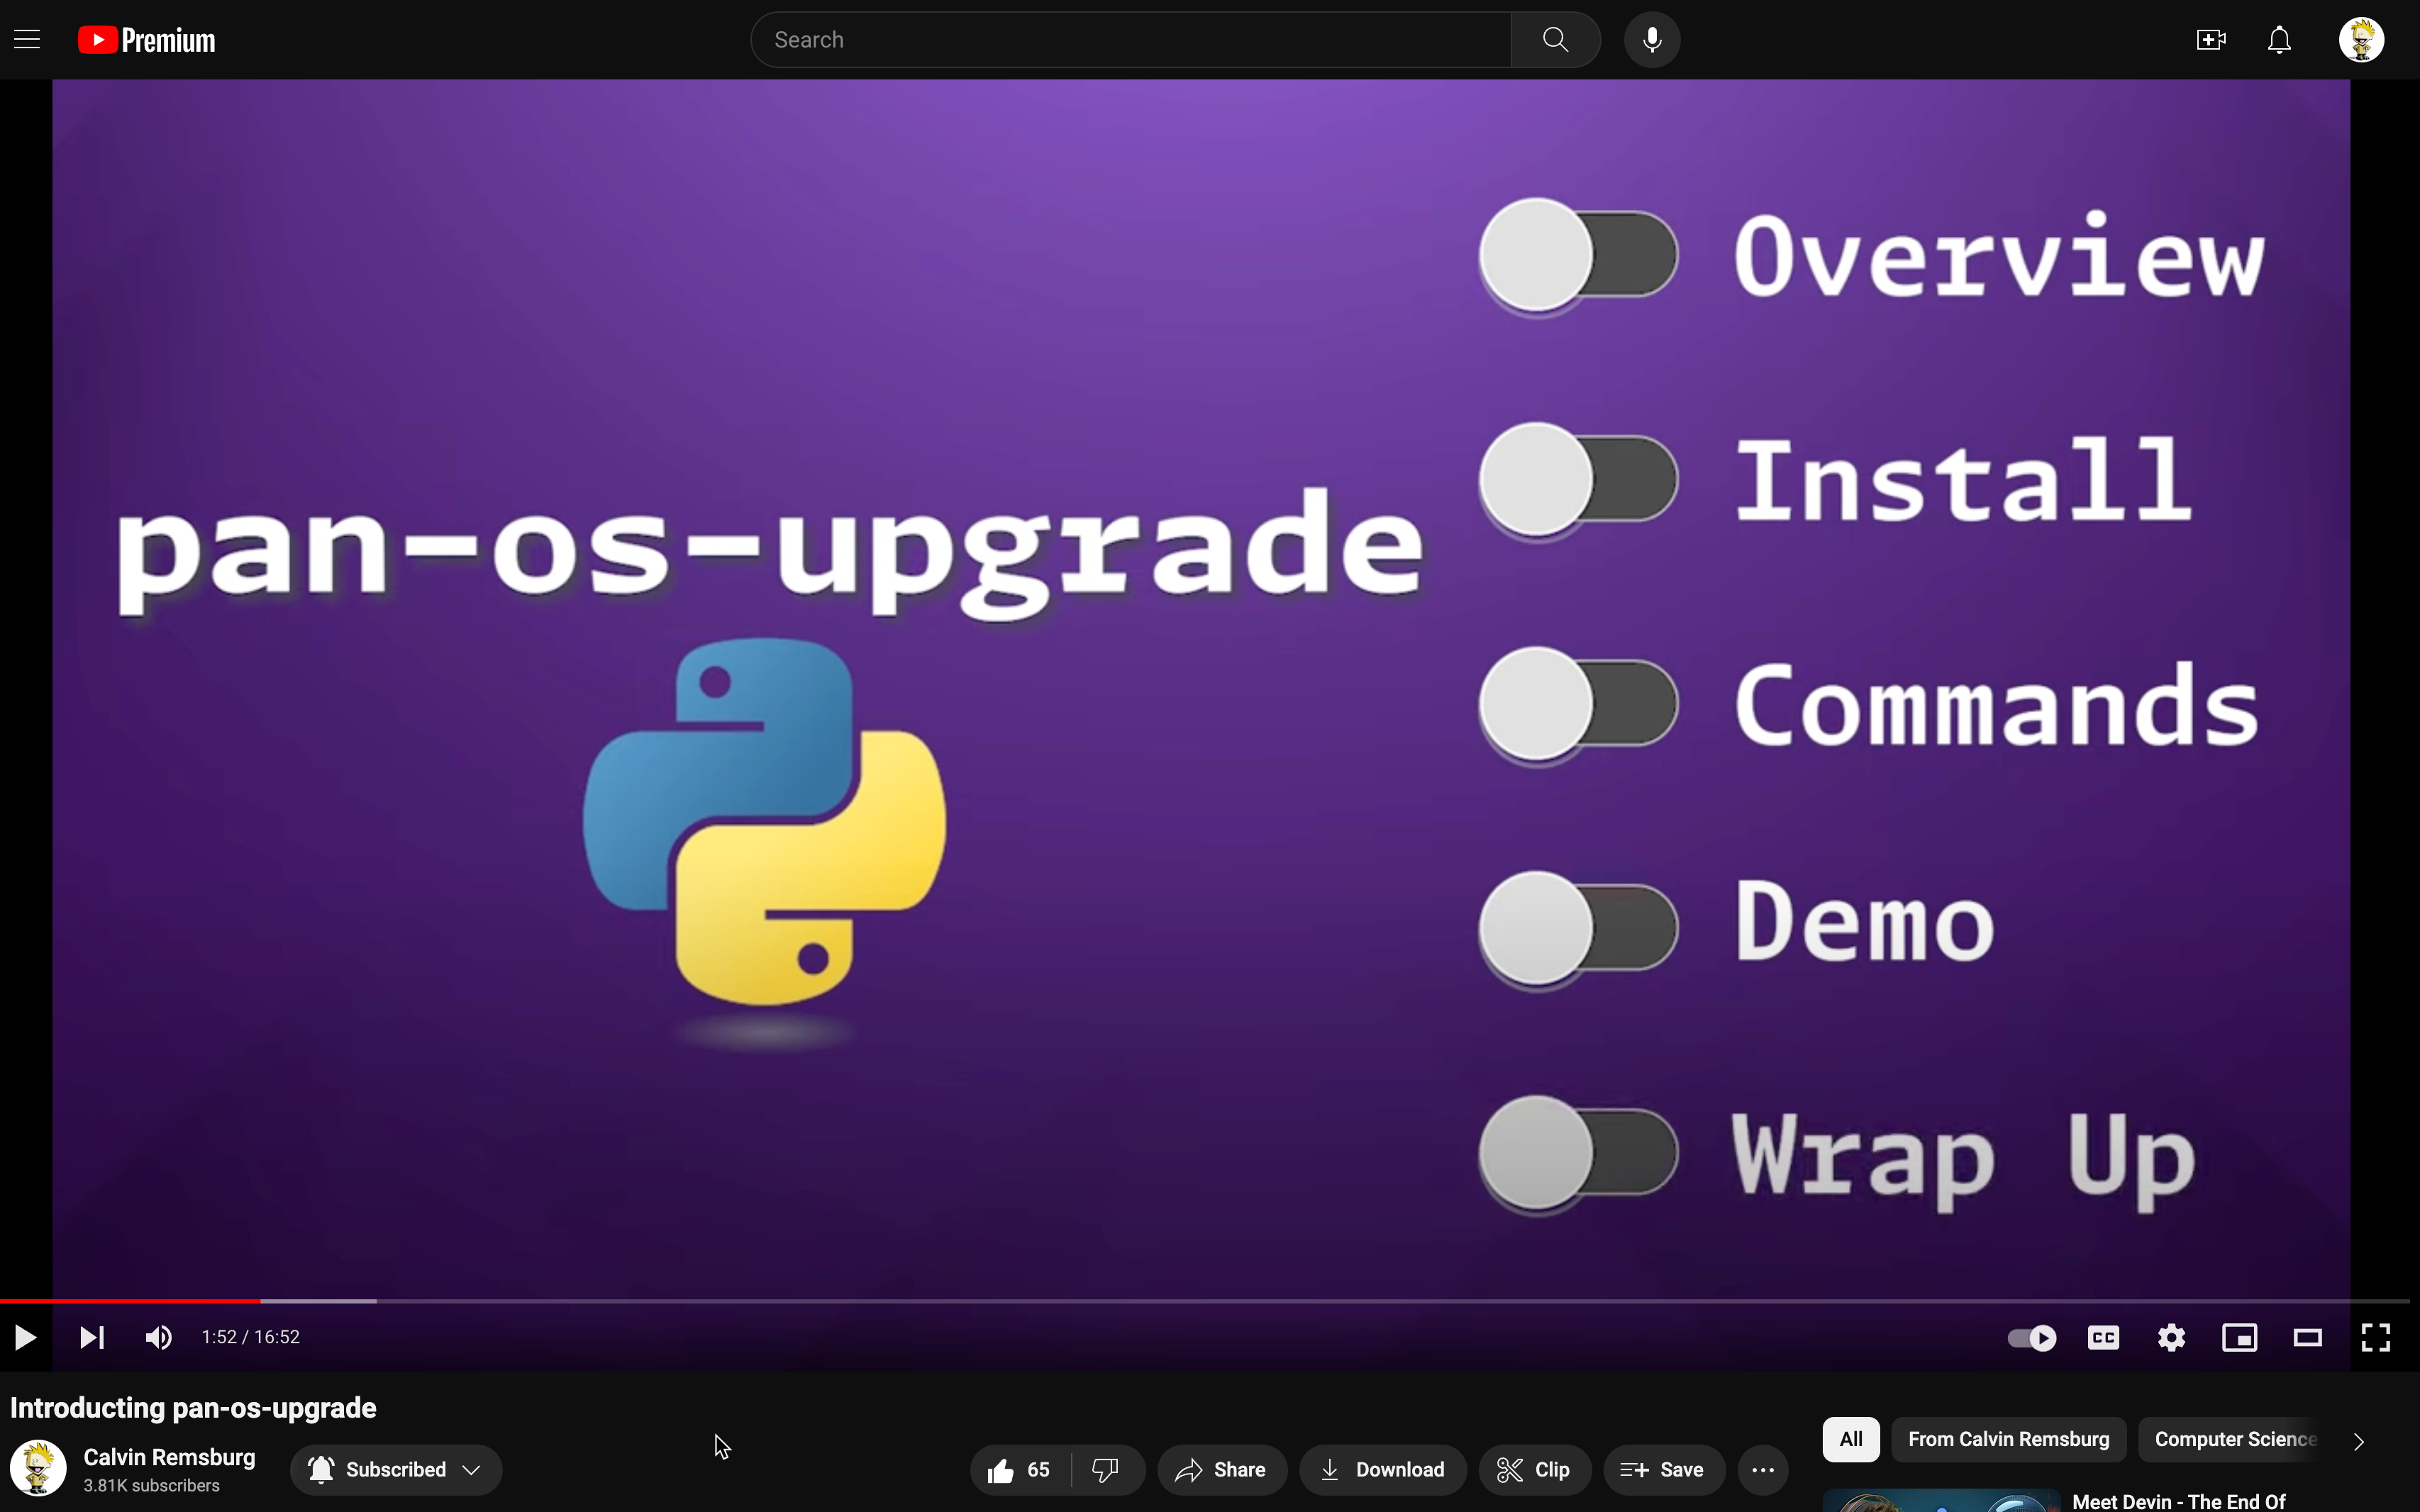 Premium
Search
Overview
Install
pan-os-upgrade
Commands
Demo
Wrap Up
1:52 / 16:52
CC
Introducting pan-os-upgrade
Calvin Remsburg
3.81K subscribers
Subscribed
65
Share
Download
Clip
Save
All
From Calvin Remsburg
Computer Science
Meet Devin - The End Of